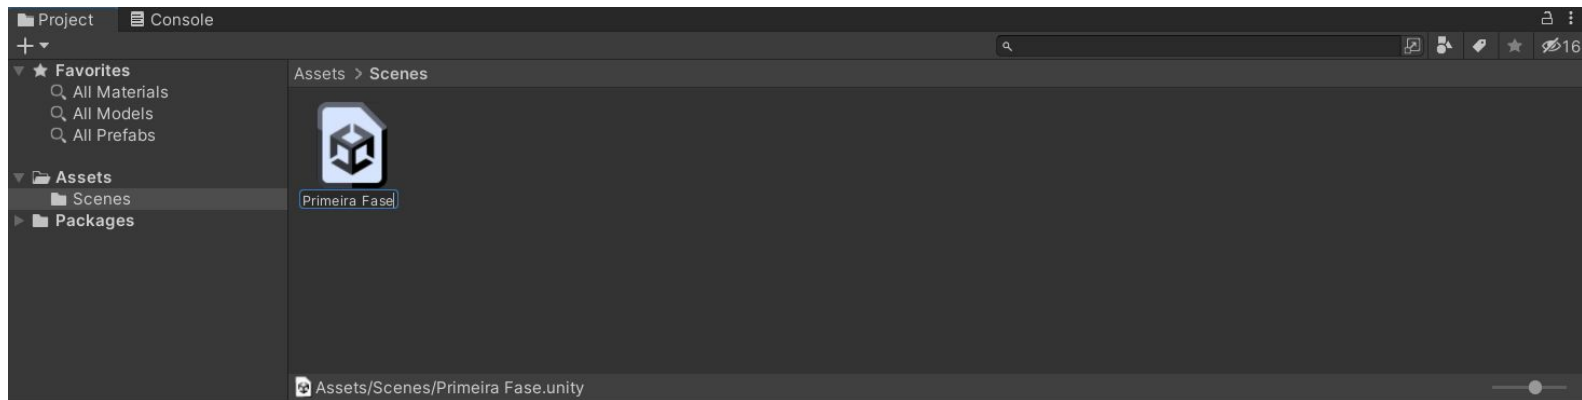 Project Console
16
Favorites
All Materials
All Models
All Prefabs
Assets
Scenes
Packages
Assets > Scenes
Primeira Fase
Assets/Scenes/Primeira Fase.unity